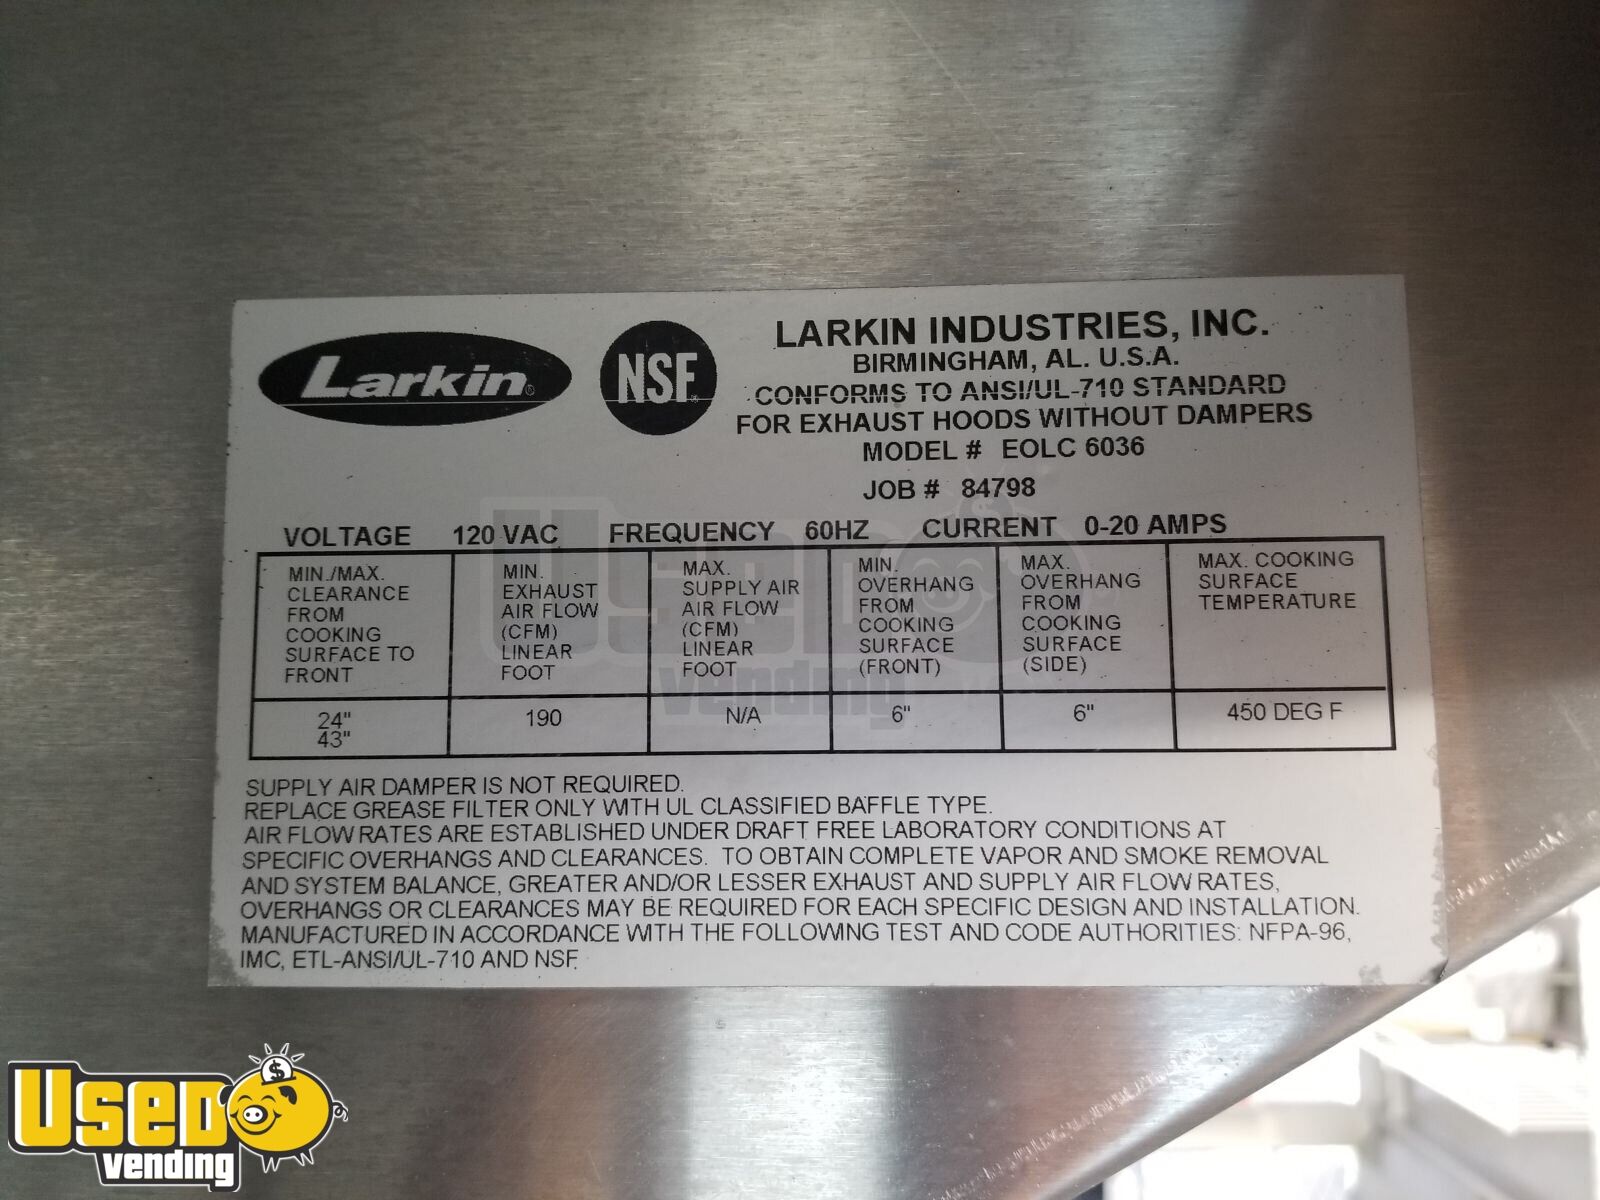 Larkin®
NSF®
LARKIN INDUSTRIES, INC.
BIRMINGHAM, AL. U.S.A.
CONFORMS TO ANSI/UL-710 STANDARD
FOR EXHAUST HOODS WITHOUT DAMPERS
MODEL # EOLC 6036
JOB # 84798
VOLTAGE 120 VAC FREQUENCY 60HZ CURRENT 0-20 AMPS
MIN./MAX.
CLEARANCE
FROM
COOKING
SURFACE TO
FRONT
MIN.
EXHAUST
AIR FLOW
(CFM)
LINEAR
FOOT
MAX.
SUPPLY AIR
AIR FLOW
(CFM)
LINEAR
FOOT
MIN.
OVERHANG
FROM
COOKING
SURFACE
(FRONT)
MAX.
OVERHANG
FROM
COOKING
SURFACE
(SIDE)
MAX. COOKING
SURFACE
TEMPERATURE
24"
43"
190
N/A
6"
6"
450 DEG F
SUPPLY AIR DAMPER IS NOT REQUIRED.
REPLACE GREASE FILTER ONLY WITH UL CLASSIFIED BAFFLE TYPE.
AIR FLOW RATES ARE ESTABLISHED UNDER DRAFT FREE LABORATORY CONDITIONS AT
SPECIFIC OVERHANGS AND CLEARANCES. TO OBTAIN COMPLETE VAPOR AND SMOKE REMOVAL
AND SYSTEM BALANCE, GREATER AND/OR LESSER EXHAUST AND SUPPLY AIR FLOW RATES,
OVERHANGS OR CLEARANCES MAY BE REQUIRED FOR EACH SPECIFIC DESIGN AND INSTALLATION.
MANUFACTURED IN ACCORDANCE WITH THE FOLLOWING TEST AND CODE AUTHORITIES: NFPA-96,
IMC, ETL-ANSI/UL-710 AND NSF.
USED
vending
$
USED
vending